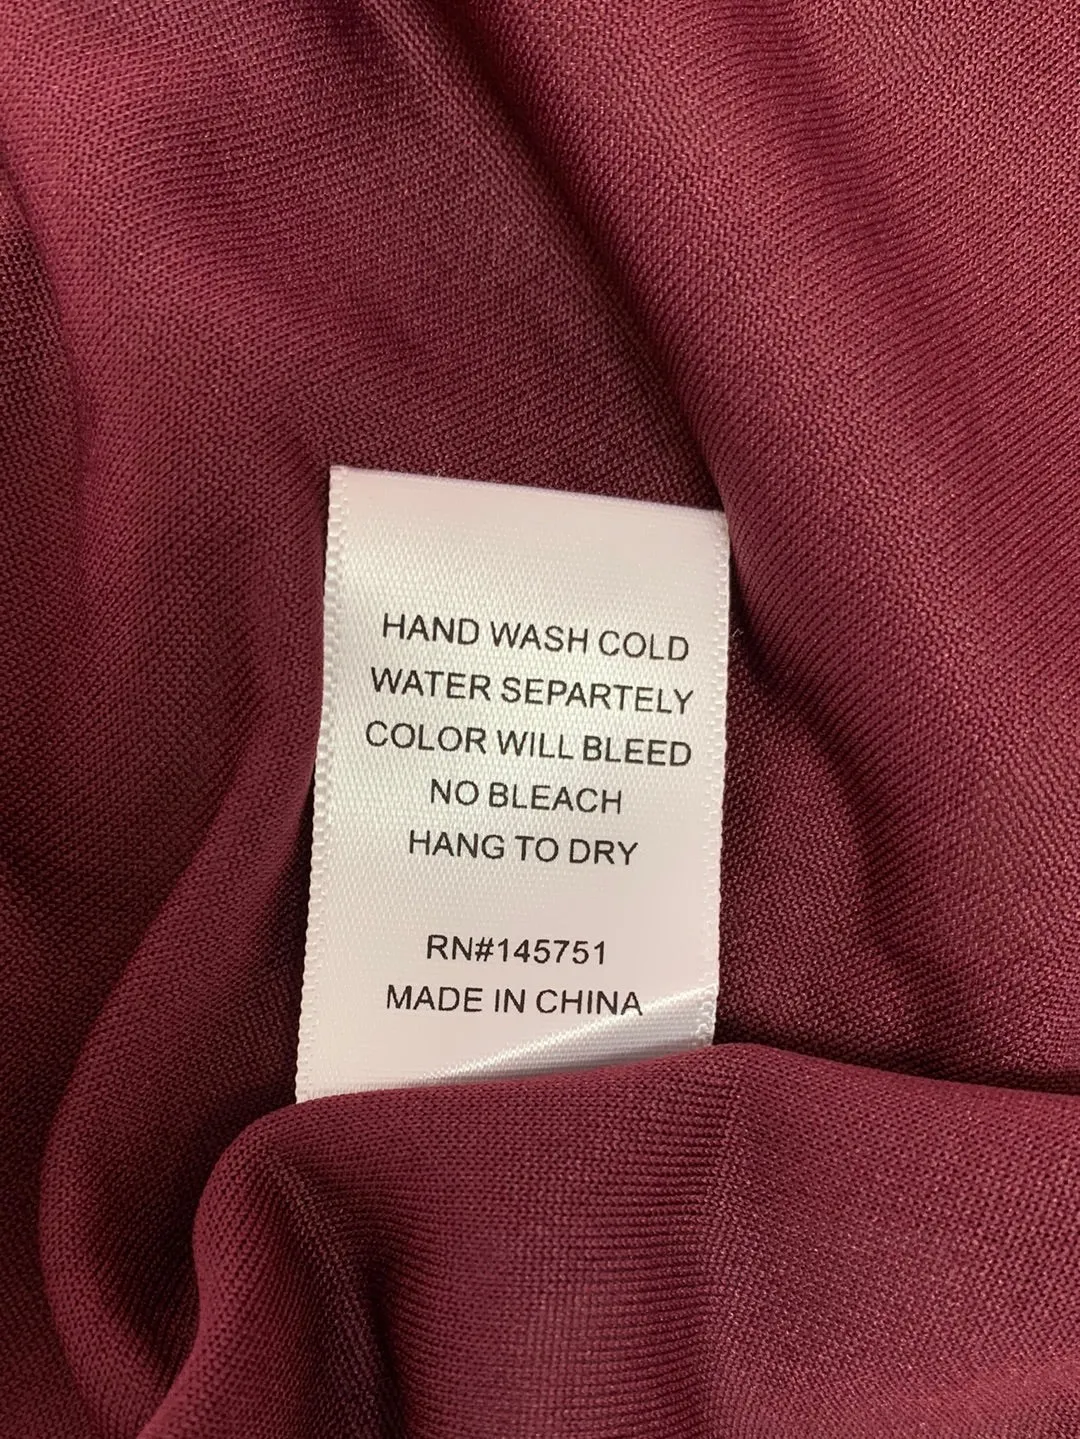 HAND WASH COLD
WATER SEPARTELY
COLOR WILL BLEED
NO BLEACH
HANG TO DRY
RN#145751
MADE IN CHINA